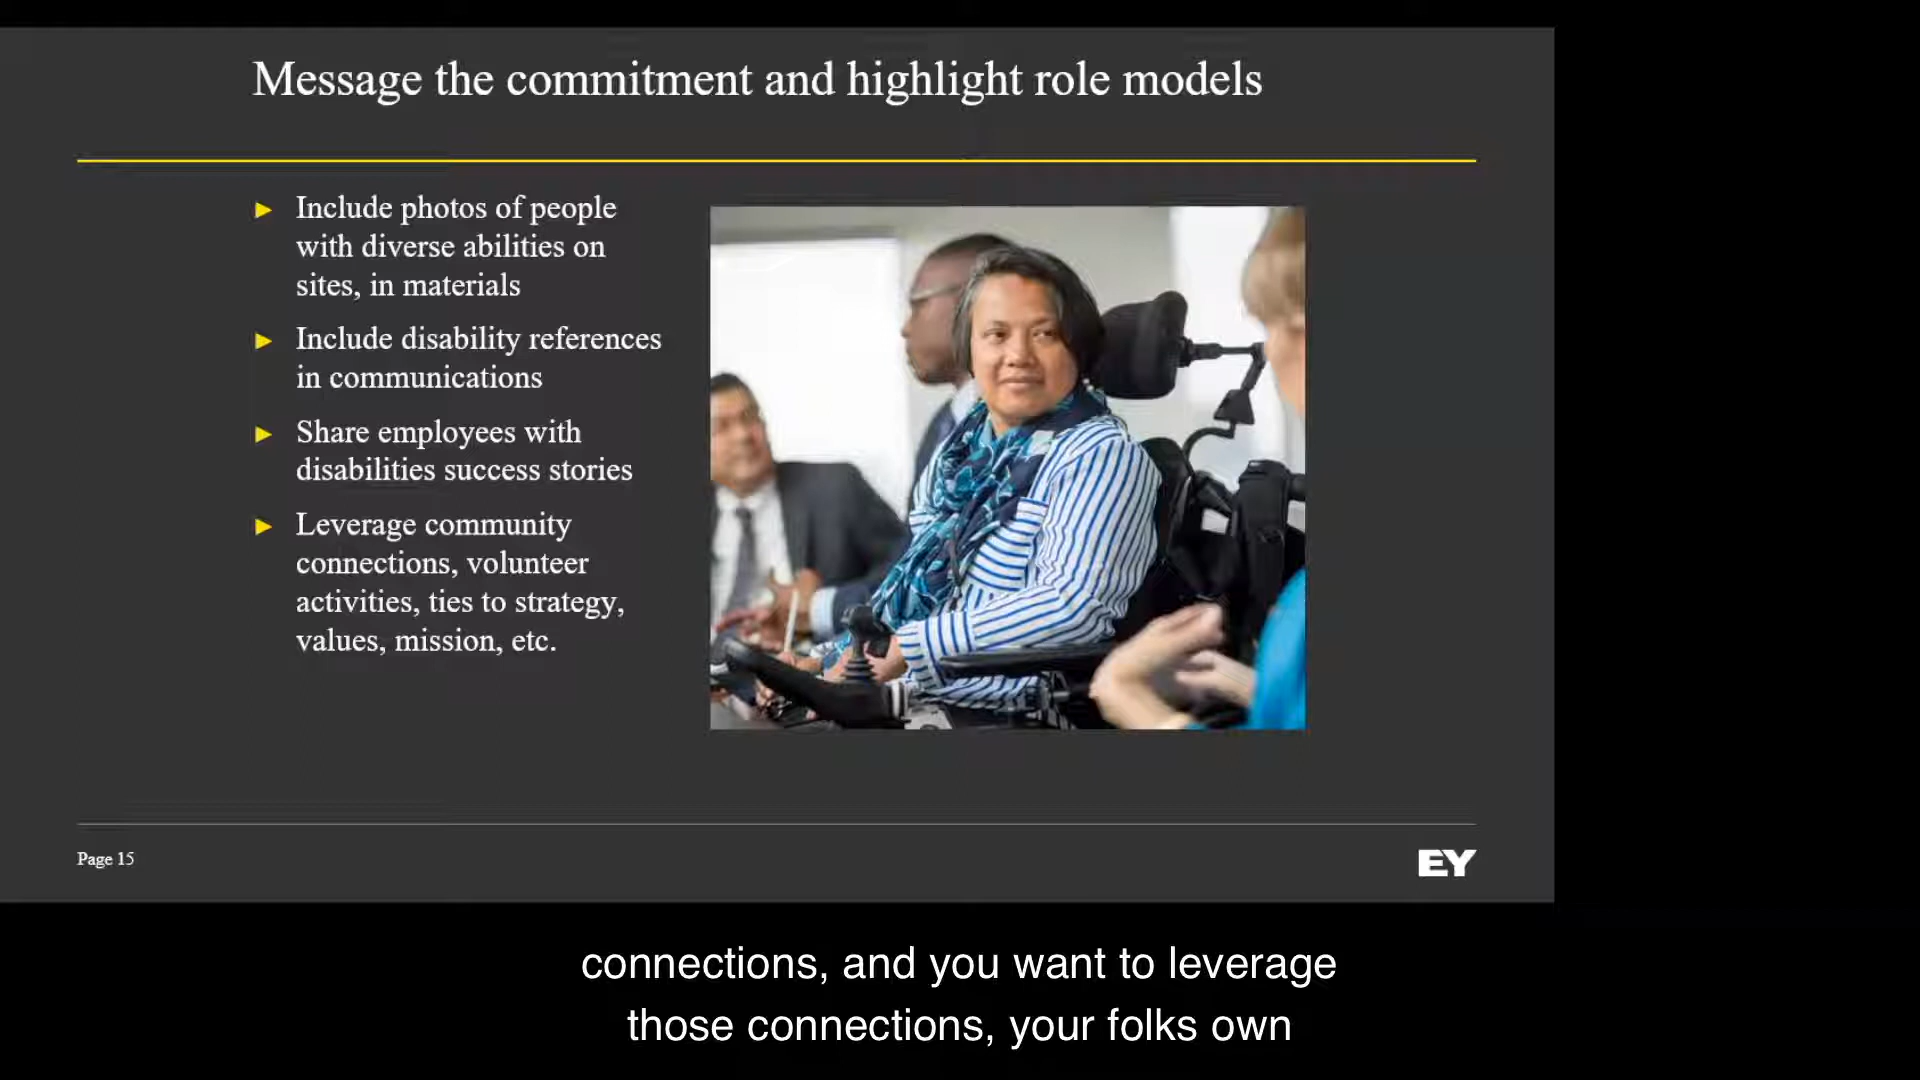 Message the commitment and highlight role models
► Include photos of people
with diverse abilities on
sites, in materials
► Include disability references
in communications
► Share employees with
disabilities success stories
► Leverage community
connections, volunteer
activities, ties to strategy,
values, mission, etc.
Page 15
EY
connections, and you want to leverage
those connections, your folks own